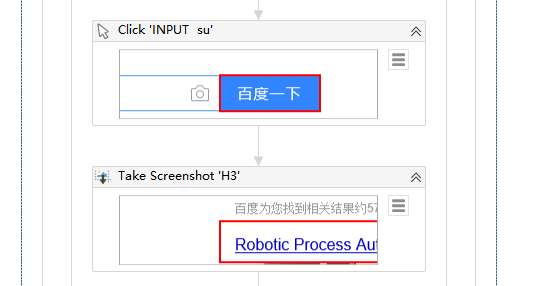 Click 'INPUT  su'
百度一下
Take Screenshot 'H3'
百度为您找到相关结果约57
Robotic Process Aut